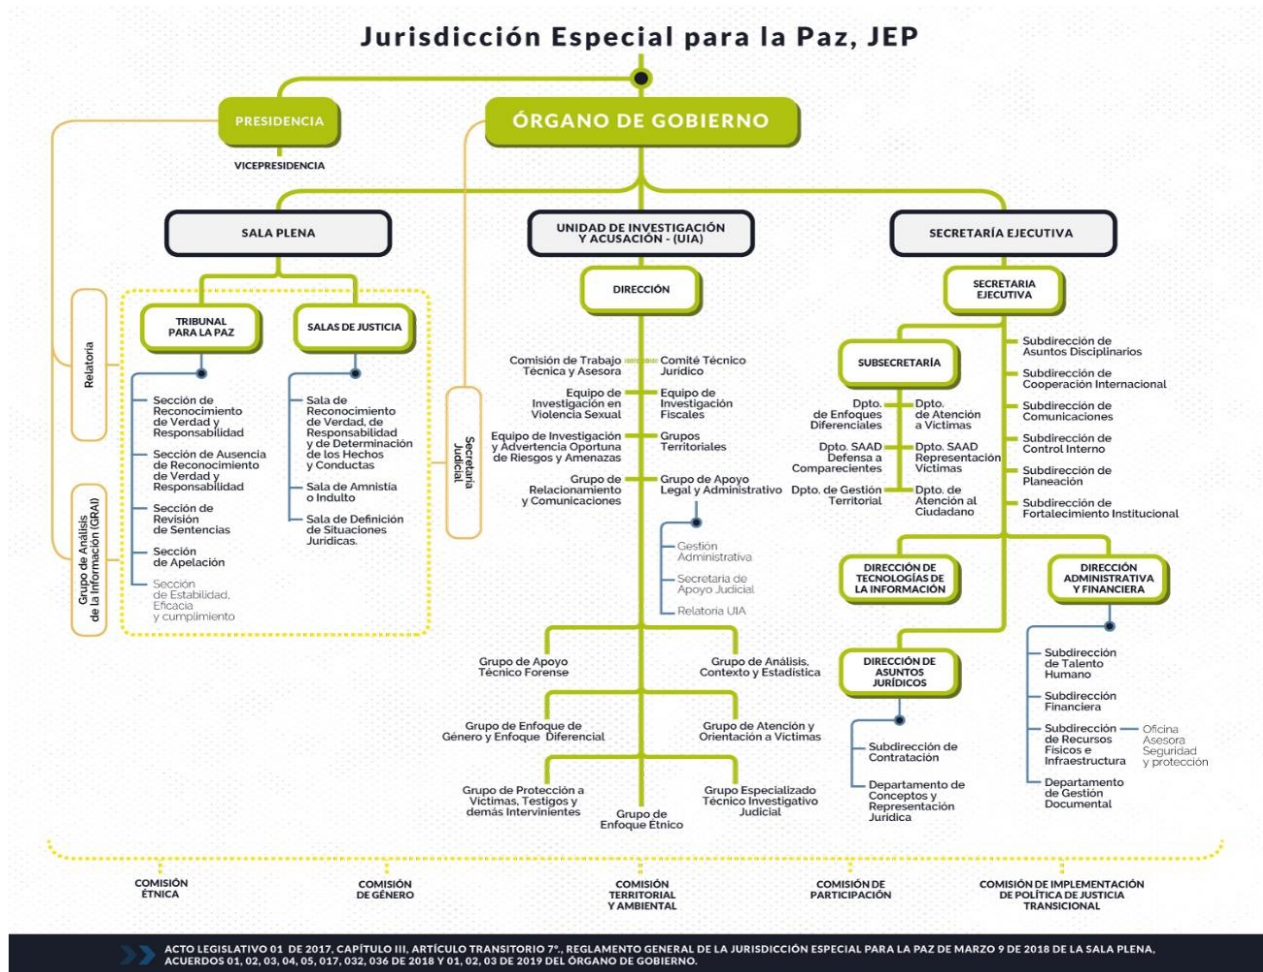 Jurisdicción Especial para la Paz, JEP
PRESIDENCIA
ÓRGANO DE GOBIERNO
VICEPRESIDENCIA
SALA PLENA
UNIDAD DE INVESTIGACIÓN
Y ACUSACIÓN - (UIA)
SECRETARÍA EJECUTIVA
Relatoría
Grupo de Análisis
de la Información (GRAI)
TRIBUNAL
PARA LA PAZ
Sección de
Reconocimiento
de Verdad y
Responsabilidad
Sección de Ausencia
de Reconocimiento
de Verdad y
Responsabilidad
Sección de
Revisión
de Sentencias
Sección
de Apelación
Sección
de Estabilidad,
Eficacia
y cumplimiento
SALAS DE JUSTICIA
Sala de
Reconocimiento
de Verdad, de
Responsabilidad
y de Determinación
de los Hechos
y Conductas
Sala de Amnistía
o Indulto
Sala de Definición
de Situaciones
Jurídicas.
Secretaria
Judicial
DIRECCIÓN
Comisión de Trabajo
Técnica y Asesora
Comité Técnico
Jurídico
Equipo de
Investigación en
Violencia Sexual
Equipo de
Investigación
Fiscales
Equipo de Investigación
y Advertencia Oportuna
de Riesgos y Amenazas
Grupos
Territoriales
Grupo de
Relacionamiento
y Comunicaciones
Grupo de Apoyo
Legal y Administrativo
Gestión
Administrativa
Secretaria de
Apoyo Judicial
Relatoría UIA
Grupo de Apoyo
Técnico Forense
Grupo de Análisis,
Contexto y Estadística
Grupo de Enfoque de
Género y Enfoque Diferencial
Grupo de Atención y
Orientación a Víctimas
Grupo de Protección a
Víctimas, Testigos y
demás Intervinientes
Grupo de
Enfoque Étnico
Grupo Especializado
Técnico Investigativo
Judicial
SECRETARIA
EJECUTIVA
SUBSECRETARÍA
Dpto.
de Enfoques
Diferenciales
Dpto.
de Atención
a Víctimas
Dpto. SAAD
Defensa a
Comparecientes
Dpto. SAAD
Representación
Víctimas
Dpto. de Gestión
Territorial
Dpto. de
Atención al
Ciudadano
Subdirección de
Asuntos Disciplinarios
Subdirección de
Cooperación Internacional
Subdirección de
Comunicaciones
Subdirección de
Control Interno
Subdirección de
Planeación
Subdirección de
Fortalecimiento Institucional
DIRECCIÓN DE
TECNOLOGÍAS DE
LA INFORMACIÓN
DIRECCIÓN
ADMINISTRATIVA
Y FINANCIERA
DIRECCIÓN DE
ASUNTOS
JURÍDICOS
Subdirección de
Contratación
Departamento de
Conceptos y
Representación
Jurídica
Subdirección
de Talento
Humano
Subdirección
Financiera
Subdirección
de Recursos
Físicos e
Infraestructura
Oficina
Asesora
Seguridad
y protección
Departamento
de Gestión
Documental
COMISIÓN
ÉTNICA
COMISIÓN
DE GÉNERO
COMISIÓN
TERRITORIAL
Y AMBIENTAL
COMISIÓN DE
PARTICIPACIÓN
COMISIÓN DE IMPLEMENTACIÓN
DE POLÍTICA DE JUSTICIA
TRANSICIONAL
ACTO LEGISLATIVO 01 DE 2017, CAPÍTULO III, ARTÍCULO TRANSITORIO 7º., REGLAMENTO GENERAL DE LA JURISDICCIÓN ESPECIAL PARA LA PAZ DE MARZO 9 DE 2018 DE LA SALA PLENA,
ACUERDOS 01, 02, 03, 04, 05, 017, 032, 036 DE 2018 Y 01, 02, 03 DE 2019 DEL ÓRGANO DE GOBIERNO.